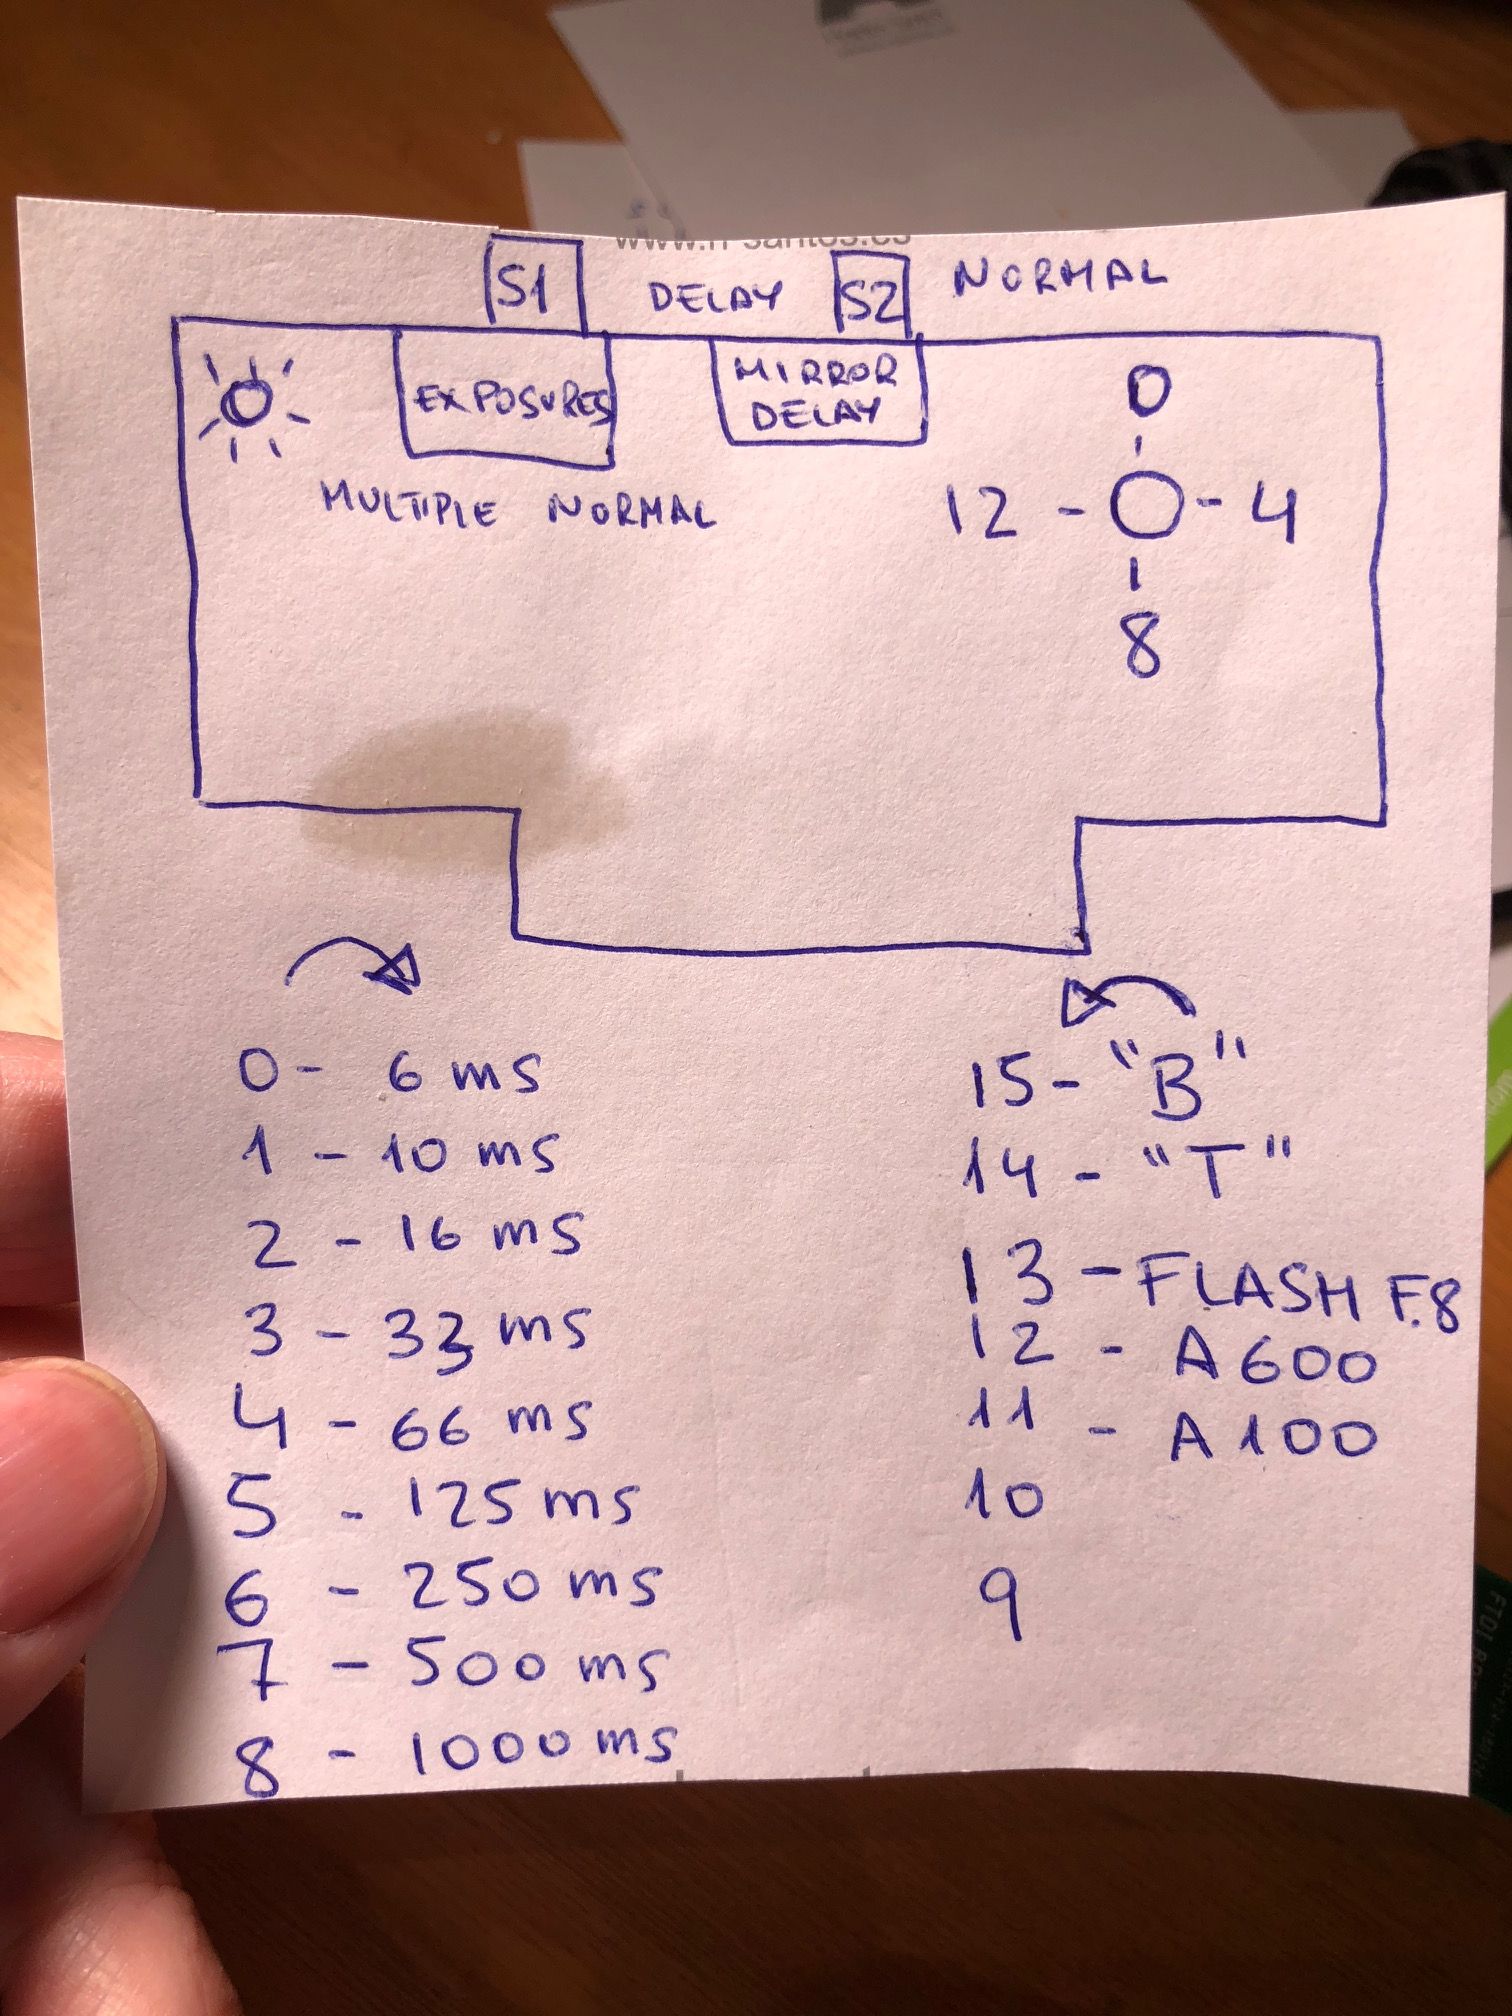 S1 DELAY S2 NORMAL
EXPOSURES
MIRROR
DELAY
MULTIPLE NORMAL
0
12 - - 4
8
0 - 6 ms
1 - 10 ms
2 - 16 ms
3 - 33 ms
4 - 66 ms
5 - 125 ms
6 - 250 ms
7 - 500 ms
8 - 1000 ms
15 - "B"
14 - "T"
13 - FLASH F8
12 - A600
11 - A100
10
9